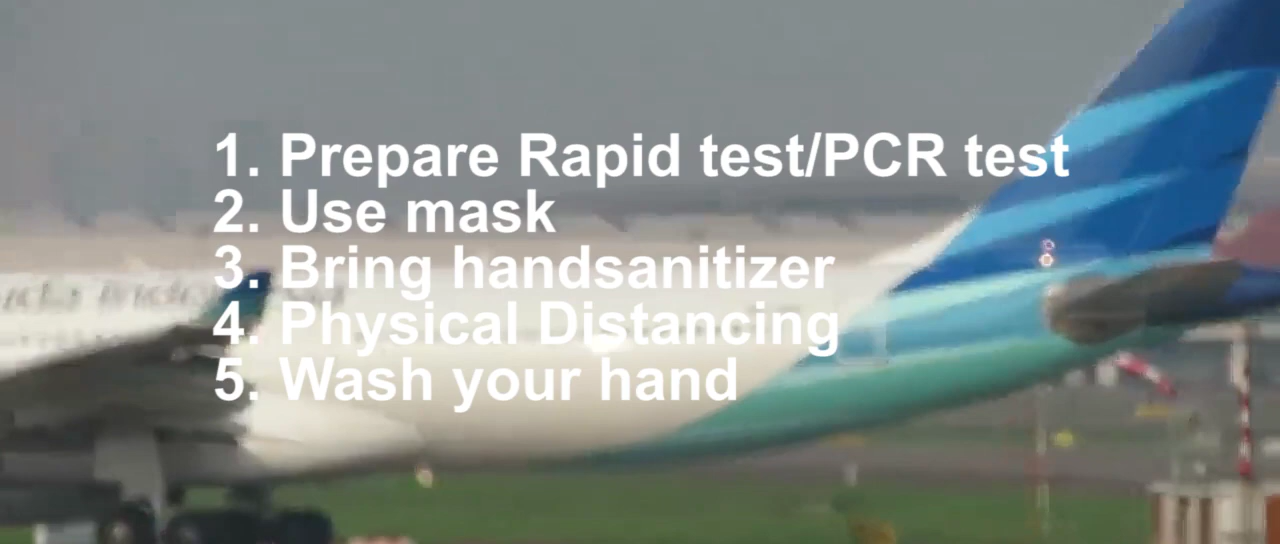 1. Prepare Rapid test/PCR test
2. Use mask
3. Bring handsanitizer
4. Physical Distancing
5. Wash your hand